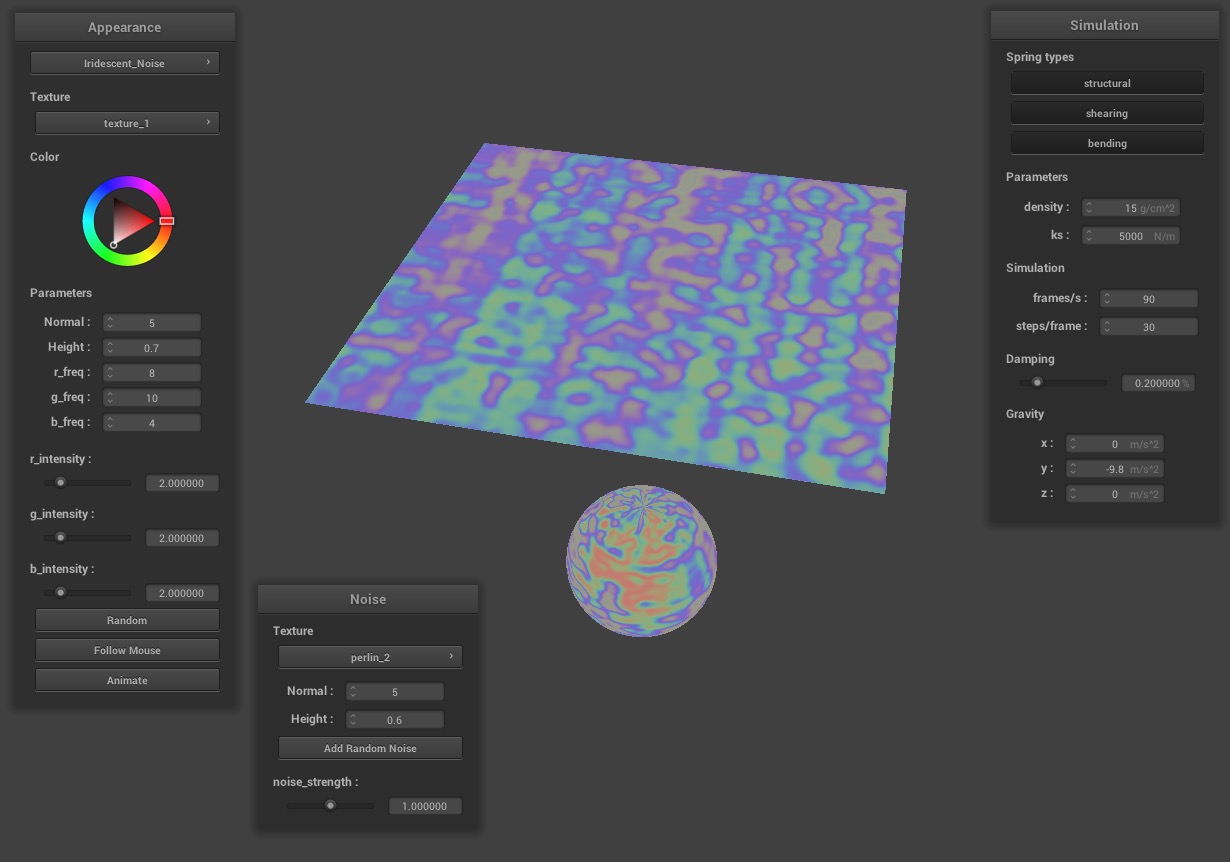 Appearance
Iridescent_Noise
Texture
texture_1
Color
Parameters
Normal : 5
Height : 0.7
r_freq : 8
g_freq : 10
b_freq : 4
r_intensity :
2.000000
g_intensity :
2.000000
b_intensity :
2.000000
Random
Follow Mouse
Animate
Noise
Texture
perlin_2
Normal : 5
Height : 0.6
Add Random Noise
noise_strength :
1.000000
Simulation
Spring types
structural
shearing
bending
Parameters
density : 15 g/cm^2
ks : 5000 N/m
Simulation
frames/s : 90
steps/frame : 30
Damping
0.200000 %
Gravity
x : 0 m/s^2
y : -9.8 m/s^2
z : 0 m/s^2